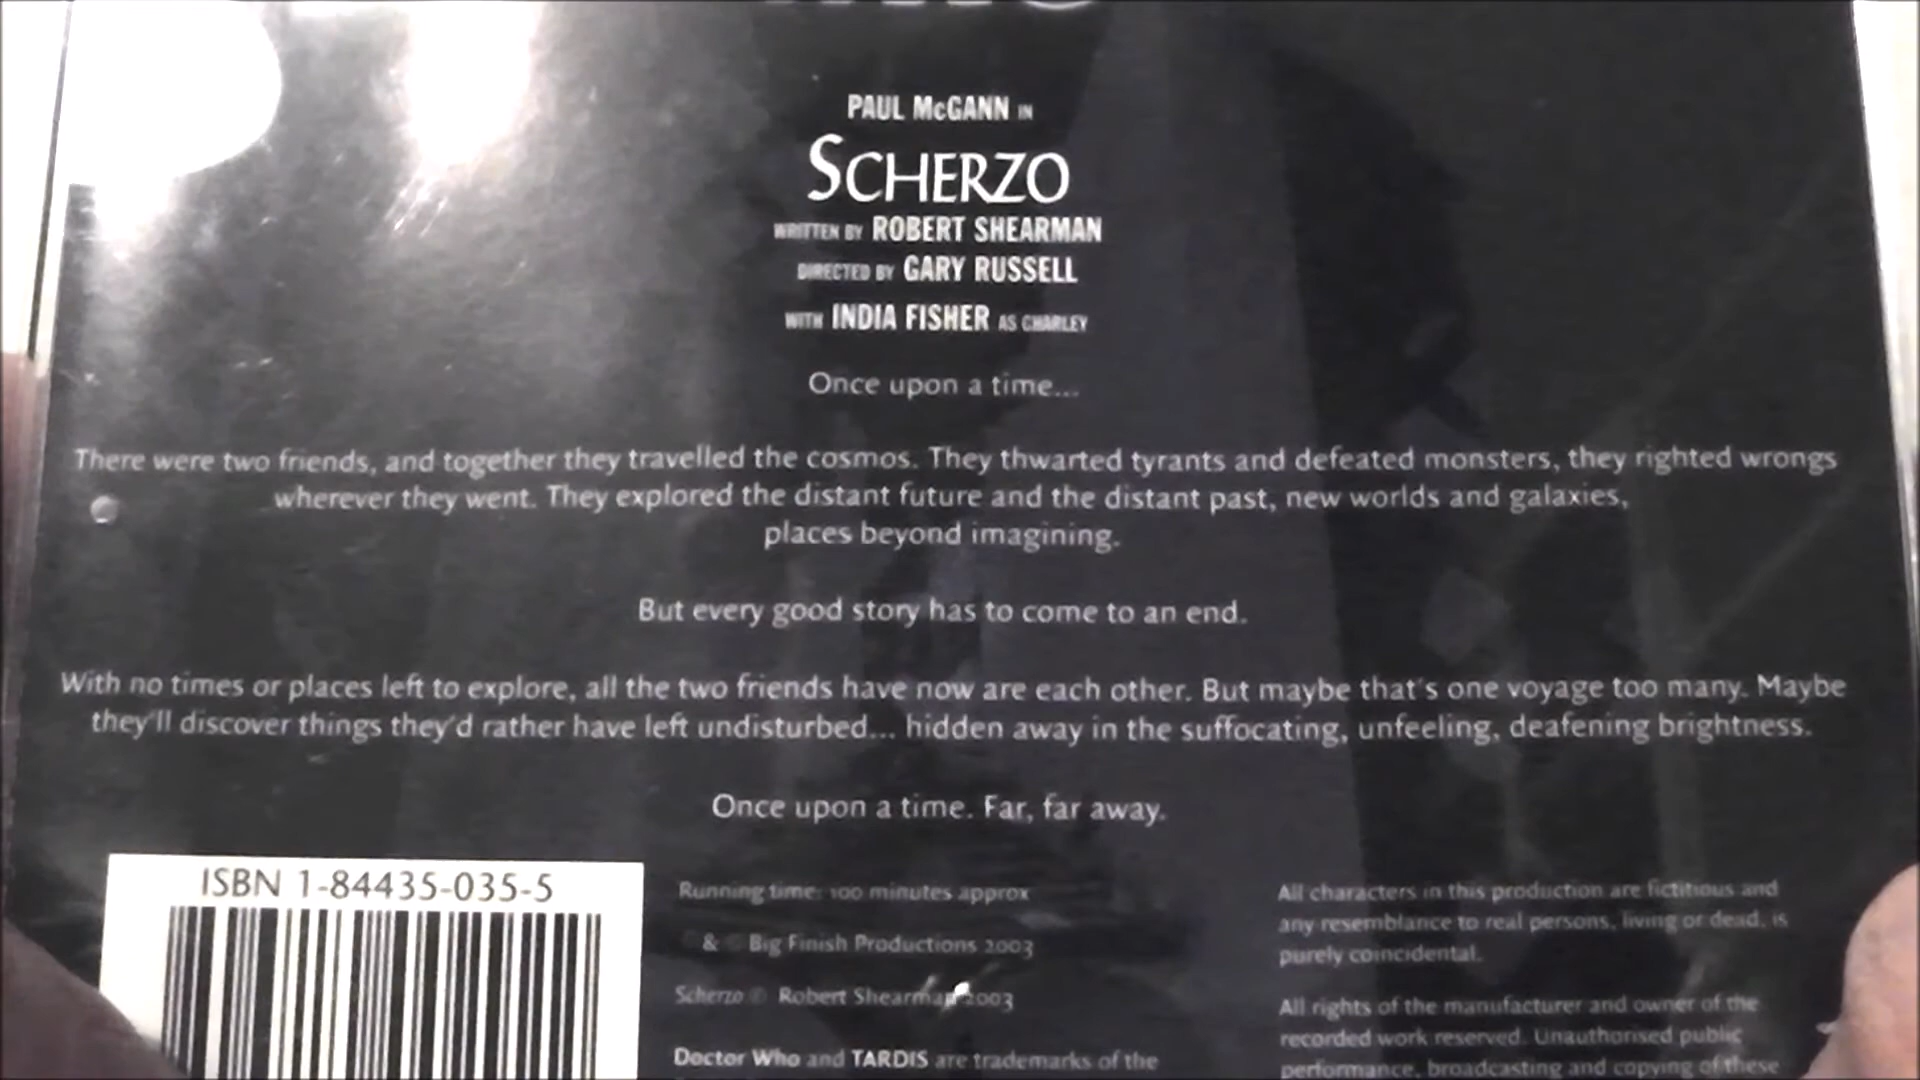 PAUL McGANN IN
SCHERZO
WRITTEN BY ROBERT SHEARMAN
DIRECTED BY GARY RUSSELL
WITH INDIA FISHER AS CHARLEY
Once upon a time...
There were two friends, and together they travelled the cosmos. They thwarted tyrants and defeated monsters, they righted wrongs
wherever they went. They explored the distant future and the distant past, new worlds and galaxies,
places beyond imagining.
But every good story has to come to an end.
With no times or places left to explore, all the two friends have now are each other. But maybe that's one voyage too many. Maybe
they'll discover things they'd rather have left undisturbed... hidden away in the suffocating, unfeeling, deafening brightness.
Once upon a time. Far, far away.
ISBN 1-84435-035-5
Running time: 100 minutes approx
& © Big Finish Productions 2003
Scherzo © Robert Shearman 2003
Doctor Who and TARDIS are trademarks of the
All characters in this production are fictitious and
any resemblance to real persons, living or dead, is
purely coincidental.
All rights of the manufacturer and owner of the
recorded work reserved. Unauthorised public
performance, broadcasting and copying of these